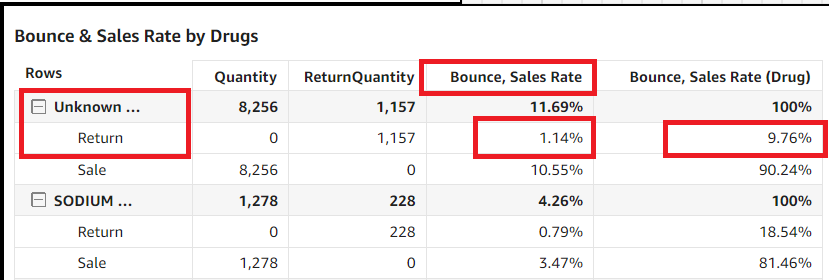 Bounce & Sales Rate by Drugs
Rows Quantity ReturnQuantity Bounce, Sales Rate Bounce, Sales Rate (Drug)
Unknown ... 8,256 1,157 11.69% 100%
Return 0 1,157 1.14% 9.76%
Sale 8,256 0 10.55% 90.24%
SODIUM ... 1,278 228 4.26% 100%
Return 0 228 0.79% 18.54%
Sale 1,278 0 3.47% 81.46%